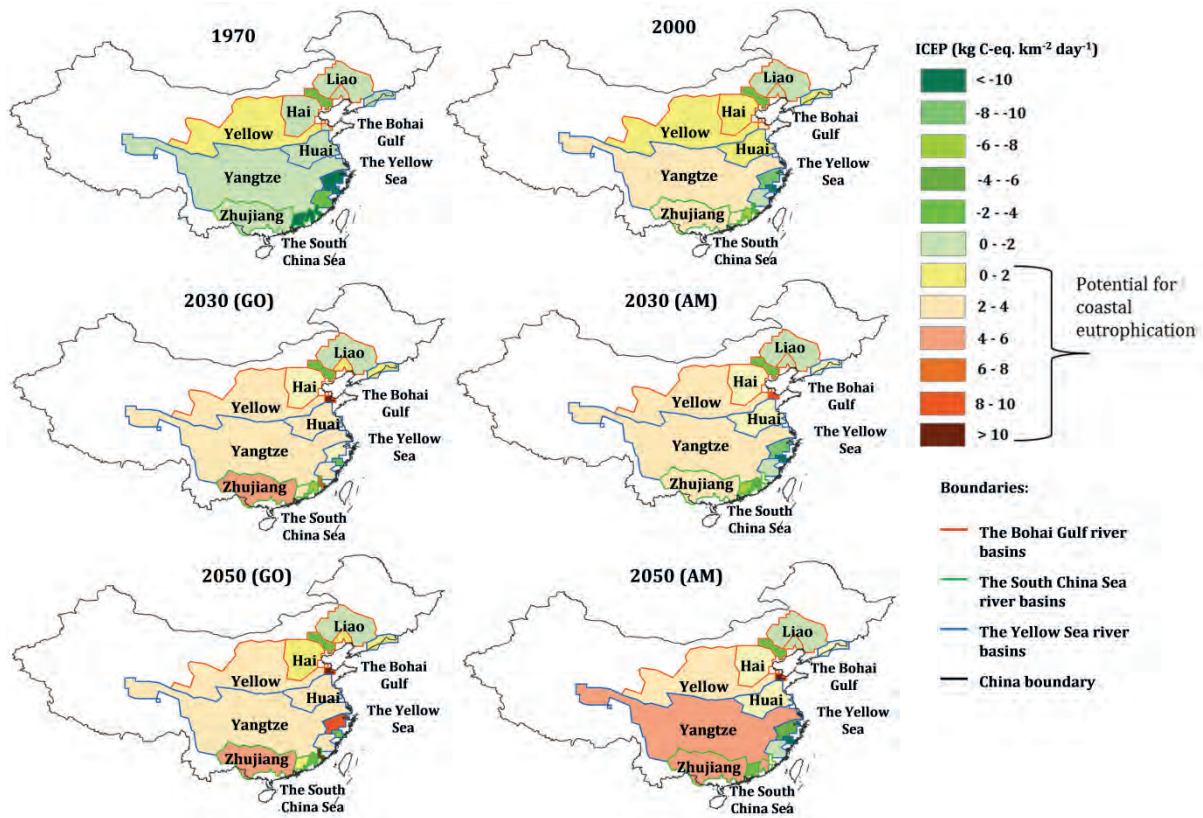 1970
Liao
Hai
Yellow
The Bohai
Gulf
Huai
The Yellow
Sea
Yangtze
Zhujiang
The South
China Sea
2000
Liao
Hai
Yellow
The Bohai
Gulf
Huai
The Yellow
Sea
Yangtze
Zhujiang
The South
China Sea
2030 (GO)
Liao
Hai
Yellow
The Bohai
Gulf
Huai
The Yellow
Sea
Yangtze
Zhujiang
The South
China Sea
2030 (AM)
Liao
Hai
Yellow
The Bohai
Gulf
Huai
The Yellow
Sea
Yangtze
Zhujiang
The South
China Sea
2050 (GO)
Liao
Hai
Yellow
The Bohai
Gulf
Huai
The Yellow
Sea
Yangtze
Zhujiang
The South
China Sea
2050 (AM)
Liao
Hai
Yellow
The Bohai
Gulf
Huai
The Yellow
Sea
Yangtze
Zhujiang
The South
China Sea
ICEP (kg C-eq. km⁻² day⁻¹)
< -10
-8 - -10
-6 - -8
-4 - -6
-2 - -4
0 - -2
0 - 2
2 - 4
4 - 6
6 - 8
8 - 10
> 10
Potential for
coastal
eutrophication
Boundaries:
The Bohai Gulf river
basins
The South China Sea
river basins
The Yellow Sea river
basins
China boundary